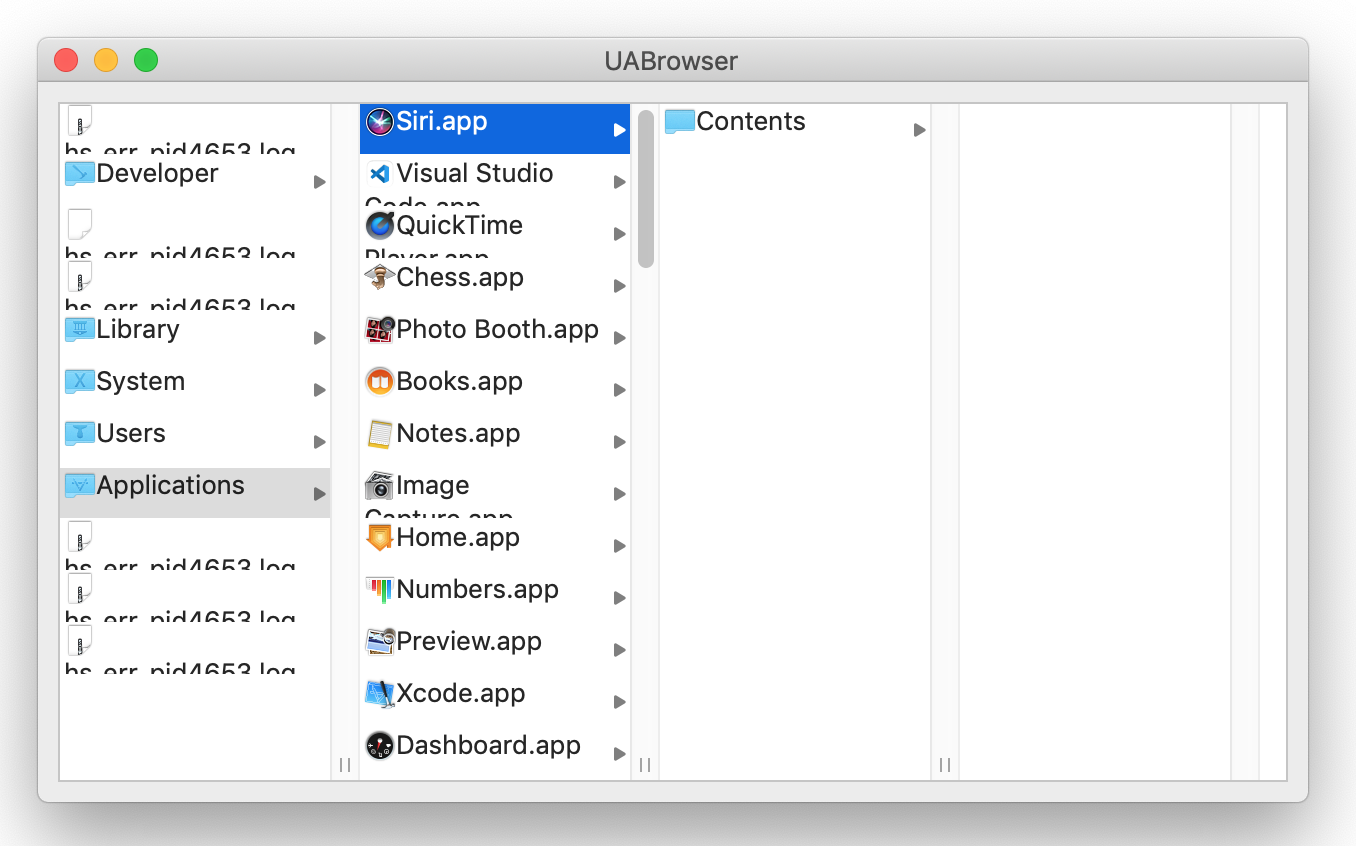 UABrowser
hs_err_pid4653.log
Developer
hs_err_pid4653.log
hs_err_pid4653.log
Library
System
Users
Applications
hs_err_pid4653.log
hs_err_pid4653.log
hs_err_pid4653.log
Siri.app
Visual Studio
Code.app
QuickTime
Player.app
Chess.app
Photo Booth.app
Books.app
Notes.app
Image
Capture.app
Home.app
Numbers.app
Preview.app
Xcode.app
Dashboard.app
Contents